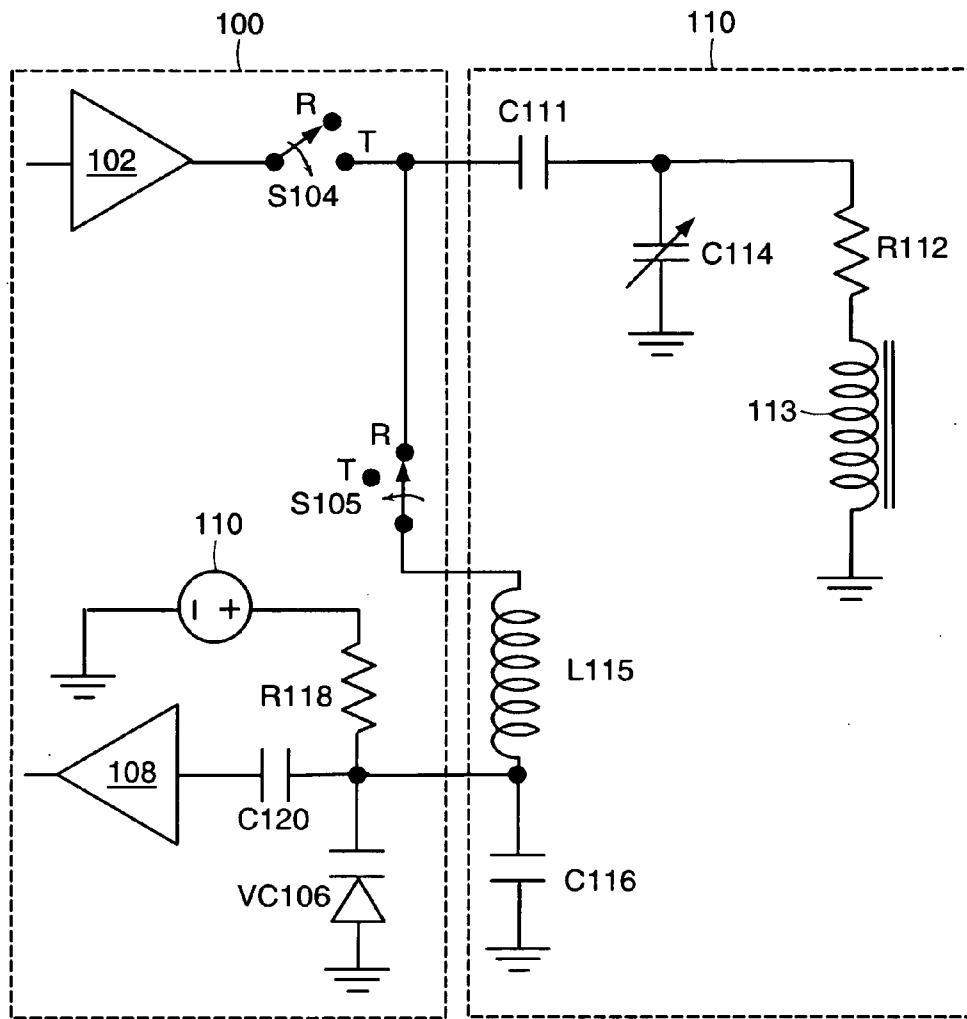 100
110
102
R
T
S104
C111
C114
R112
113
R
T
S105
110
− +
R118
L115
108
C120
VC106
C116